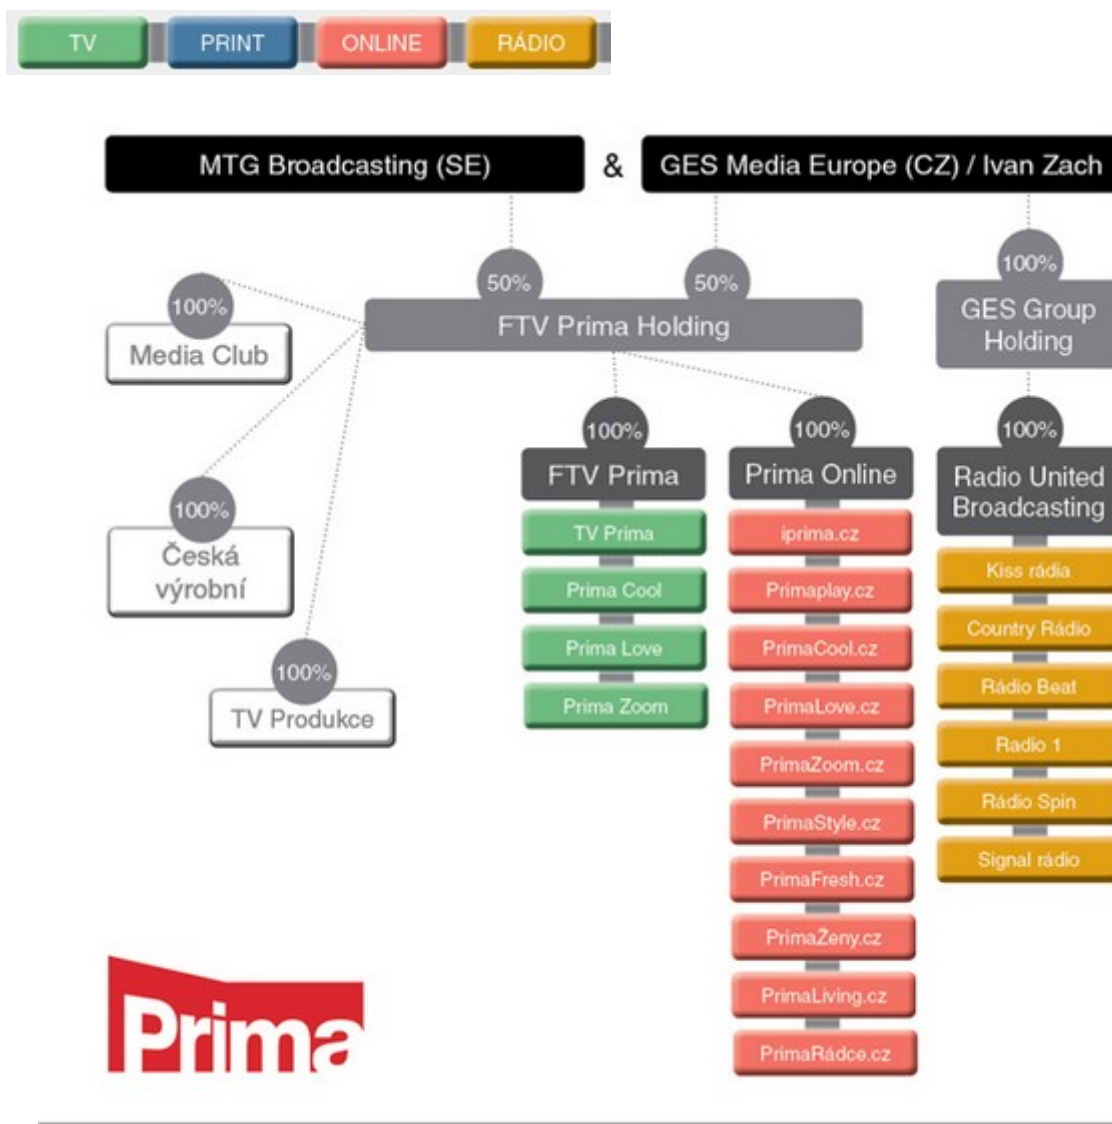 TV PRINT ONLINE RÁDIO
MTG Broadcasting (SE) & GES Media Europe (CZ) / Ivan Zach
50% 50% 100%
100%
FTV Prima Holding
GES Group
Holding
Media Club
100% 100% 100%
FTV Prima
Prima Online
Radio United
Broadcasting
100%
Česká
výrobní
100%
TV Produkce
TV Prima
Prima Cool
Prima Love
Prima Zoom
iprima.cz
Primaplay.cz
PrimaCool.cz
PrimaLove.cz
PrimaZoom.cz
PrimaStyle.cz
PrimaFresh.cz
PrimaŽeny.cz
PrimaLiving.cz
PrimaRádce.cz
Kiss rádia
Country Rádio
Rádio Beat
Radio 1
Rádio Spin
Signal rádio
Prima